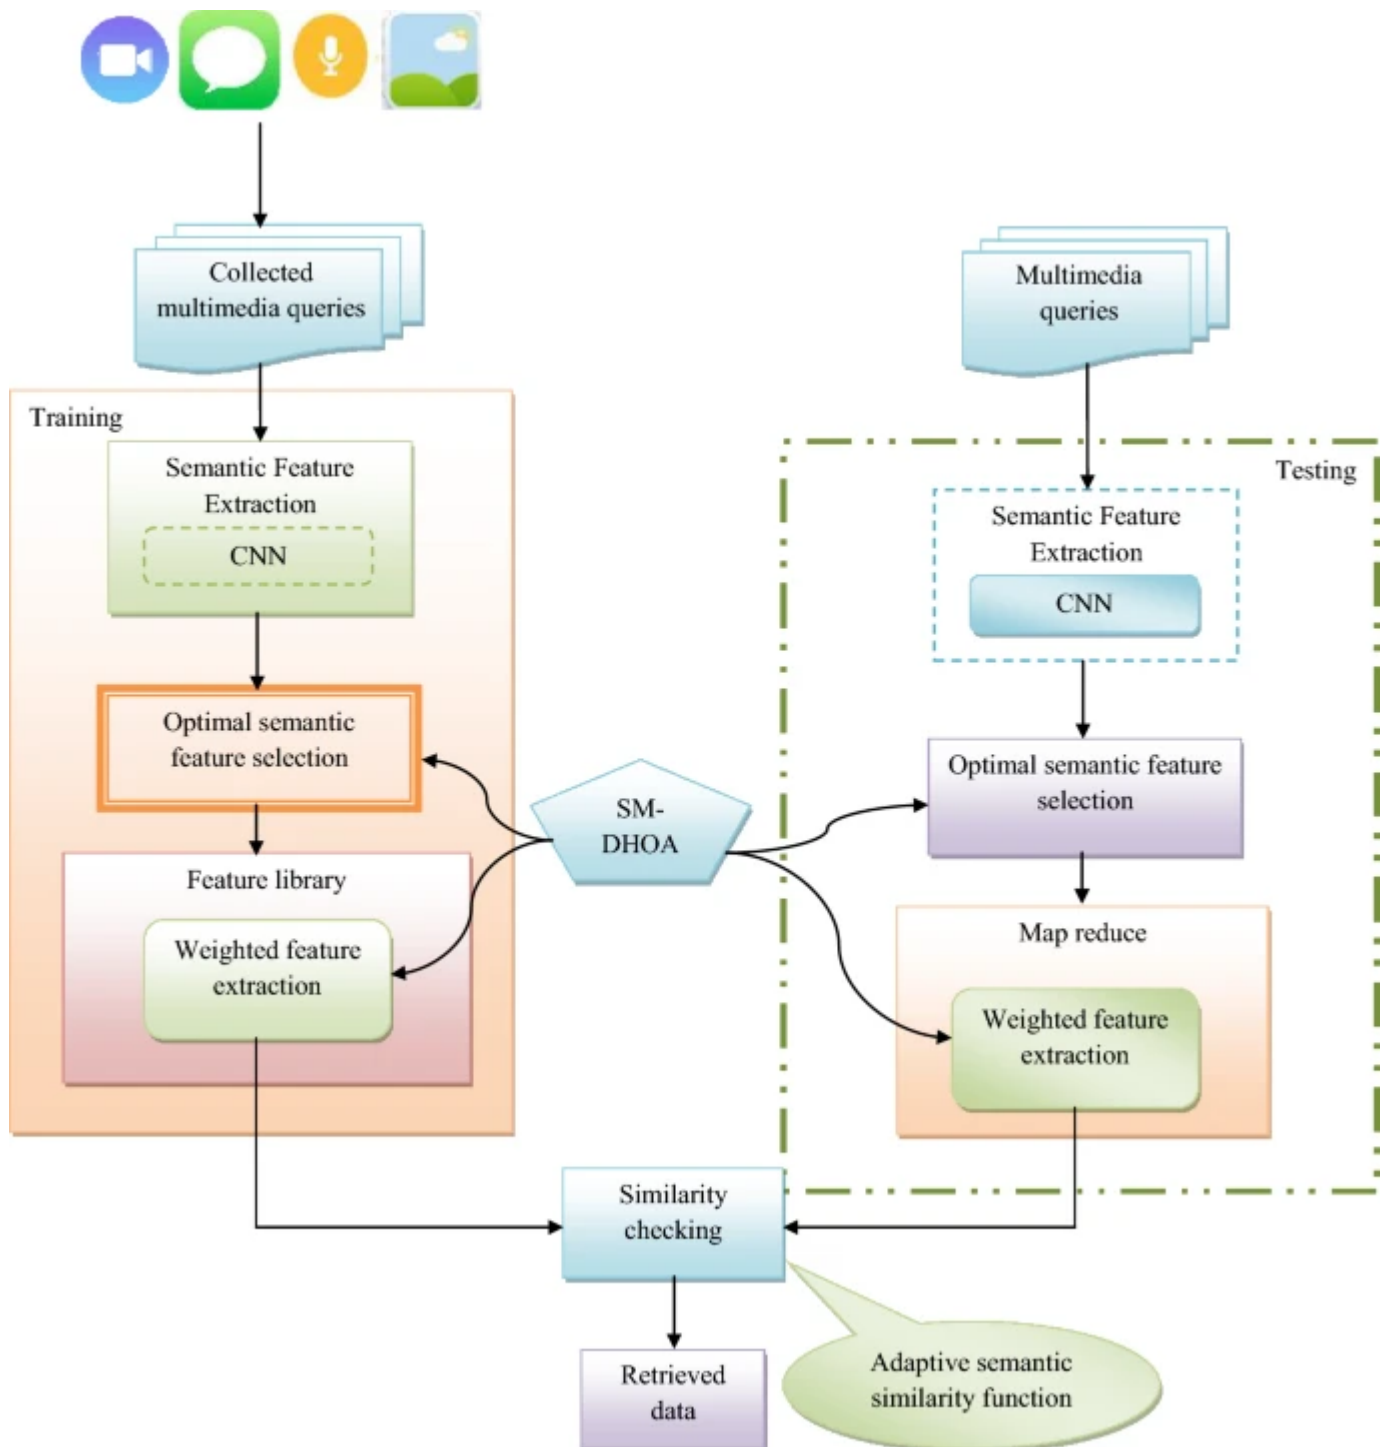 Collected
multimedia queries
Multimedia
queries
Training
Semantic Feature
Extraction
CNN
Testing
Semantic Feature
Extraction
CNN
Optimal semantic
feature selection
SM-
DHOA
Optimal semantic feature
selection
Feature library
Weighted feature
extraction
Map reduce
Weighted feature
extraction
Similarity
checking
Retrieved
data
Adaptive semantic
similarity function